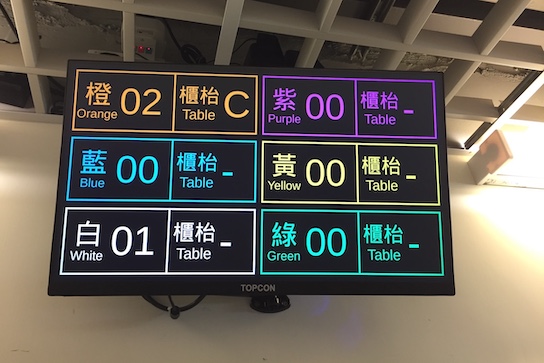 橙 Orange 02 櫃枱 Table C
紫 Purple 00 櫃枱 Table -
藍 Blue 00 櫃枱 Table -
黃 Yellow 00 櫃枱 Table -
白 White 01 櫃枱 Table -
綠 Green 00 櫃枱 Table -
TOPCON